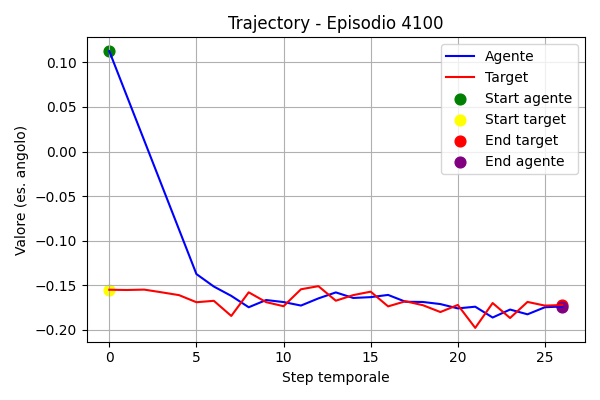 Trajectory - Episodio 4100
Agente
Target
Start agente
Start target
End target
End agente
Valore (es. angolo)
0.10
0.05
0.00
−0.05
−0.10
−0.15
−0.20
0 5 10 15 20 25
Step temporale